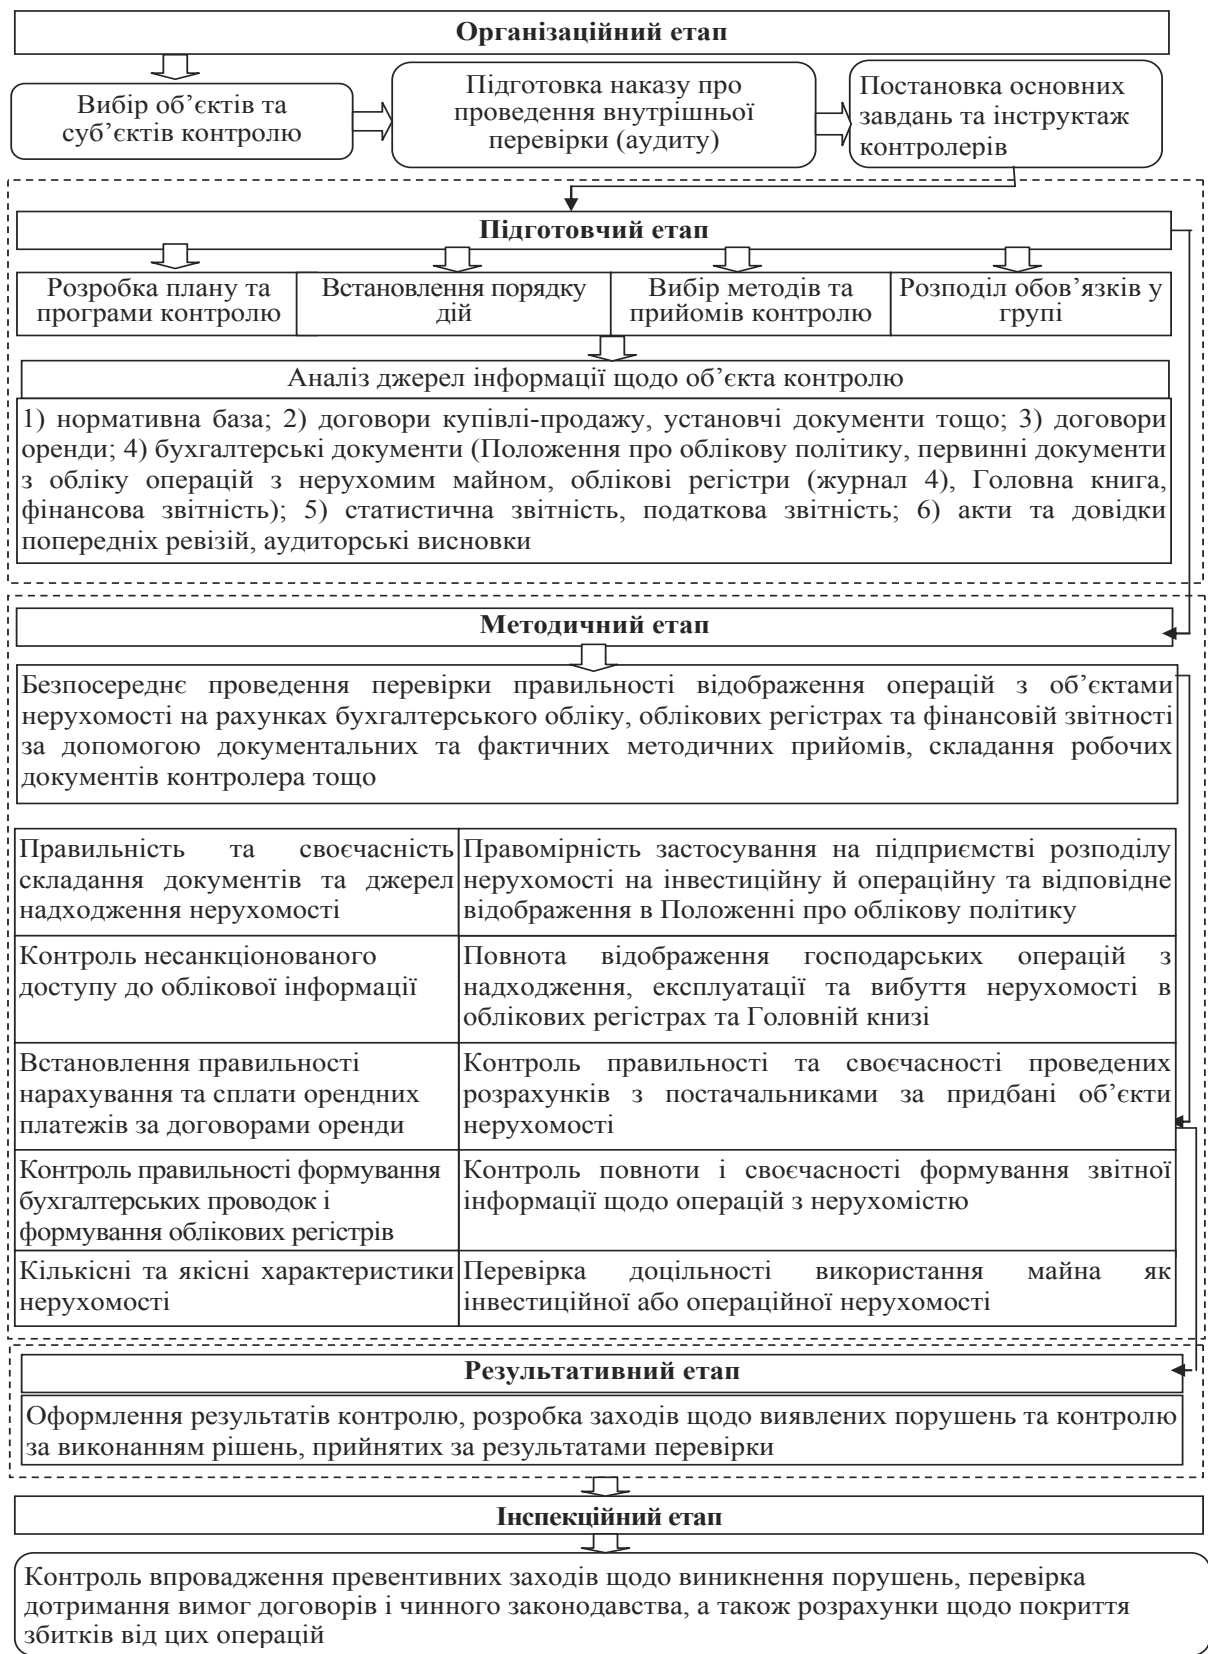 Організаційний етап
Вибір об’єктів та
суб’єктів контролю
Підготовка наказу про
проведення внутрішньої
перевірки (аудиту)
Постановка основних
завдань та інструктаж
контролерів
Підготовчий етап
Розробка плану та
програми контролю
Встановлення порядку
дій
Вибір методів та
прийомів контролю
Розподіл обов’язків у
групі
Аналіз джерел інформації щодо об’єкта контролю
1) нормативна база; 2) договори купівлі-продажу, установчі документи тощо; 3) договори
оренди; 4) бухгалтерські документи (Положення про облікову політику, первинні документи
з обліку операцій з нерухомим майном, облікові регістри (журнал 4), Головна книга,
фінансова звітність); 5) статистична звітність, податкова звітність; 6) акти та довідки
попередніх ревізій, аудиторські висновки
Методичний етап
Безпосереднє проведення перевірки правильності відображення операцій з об’єктами
нерухомості на рахунках бухгалтерського обліку, облікових регістрах та фінансовій звітності
за допомогою документальних та фактичних методичних прийомів, складання робочих
документів контролера тощо
Правильність та своєчасність
складання документів та джерел
надходження нерухомості
Правомірність застосування на підприємстві розподілу
нерухомості на інвестиційну й операційну та відповідне
відображення в Положенні про облікову політику
Контроль несанкціонованого
доступу до облікової інформації
Повнота відображення господарських операцій з
надходження, експлуатації та вибуття нерухомості в
облікових регістрах та Головній книзі
Встановлення правильності
нарахування та сплати орендних
платежів за договорами оренди
Контроль правильності та своєчасності проведених
розрахунків з постачальниками за придбані об’єкти
нерухомості
Контроль правильності формування
бухгалтерських проводок і
формування облікових регістрів
Контроль повноти і своєчасності формування звітної
інформації щодо операцій з нерухомістю
Кількісні та якісні характеристики
нерухомості
Перевірка доцільності використання майна як
інвестиційної або операційної нерухомості
Результативний етап
Оформлення результатів контролю, розробка заходів щодо виявлених порушень та контролю
за виконанням рішень, прийнятих за результатами перевірки
Інспекційний етап
Контроль впровадження превентивних заходів щодо виникнення порушень, перевірка
дотримання вимог договорів і чинного законодавства, а також розрахунки щодо покриття
збитків від цих операцій